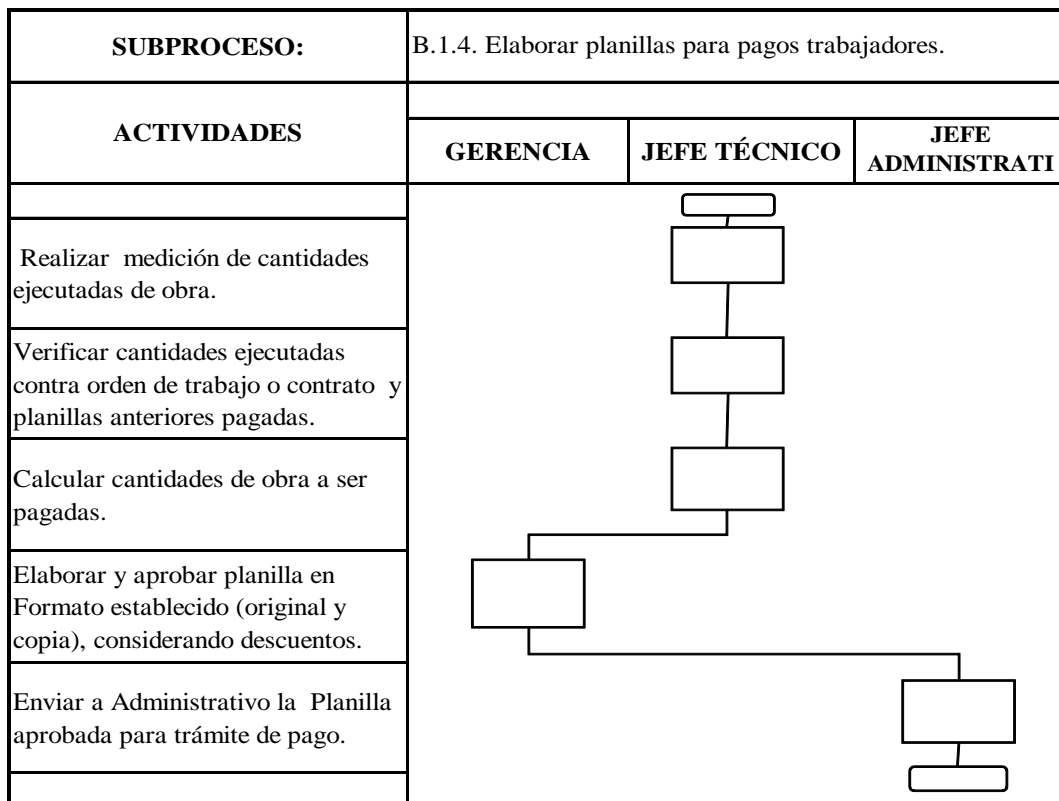 SUBPROCESO:
B.1.4. Elaborar planillas para pagos trabajadores.
ACTIVIDADES
GERENCIA
JEFE TÉCNICO
JEFE
ADMINISTRATI
Realizar medición de cantidades
ejecutadas de obra.
Verificar cantidades ejecutadas
contra orden de trabajo o contrato y
planillas anteriores pagadas.
Calcular cantidades de obra a ser
pagadas.
Elaborar y aprobar planilla en
Formato establecido (original y
copia), considerando descuentos.
Enviar a Administrativo la Planilla
aprobada para trámite de pago.